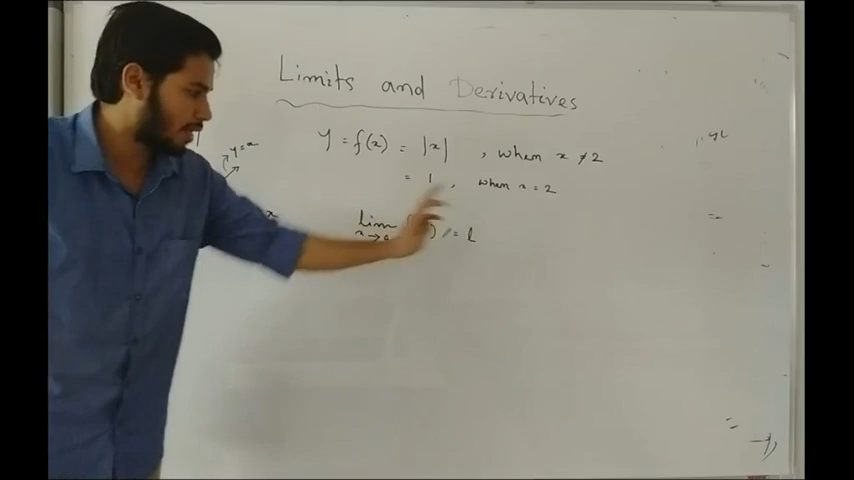 Limits and Derivatives
y = f(x) = |x| , when x ≠ 2
= 1 , when x = 2
y = x
x
lim = l
x → a